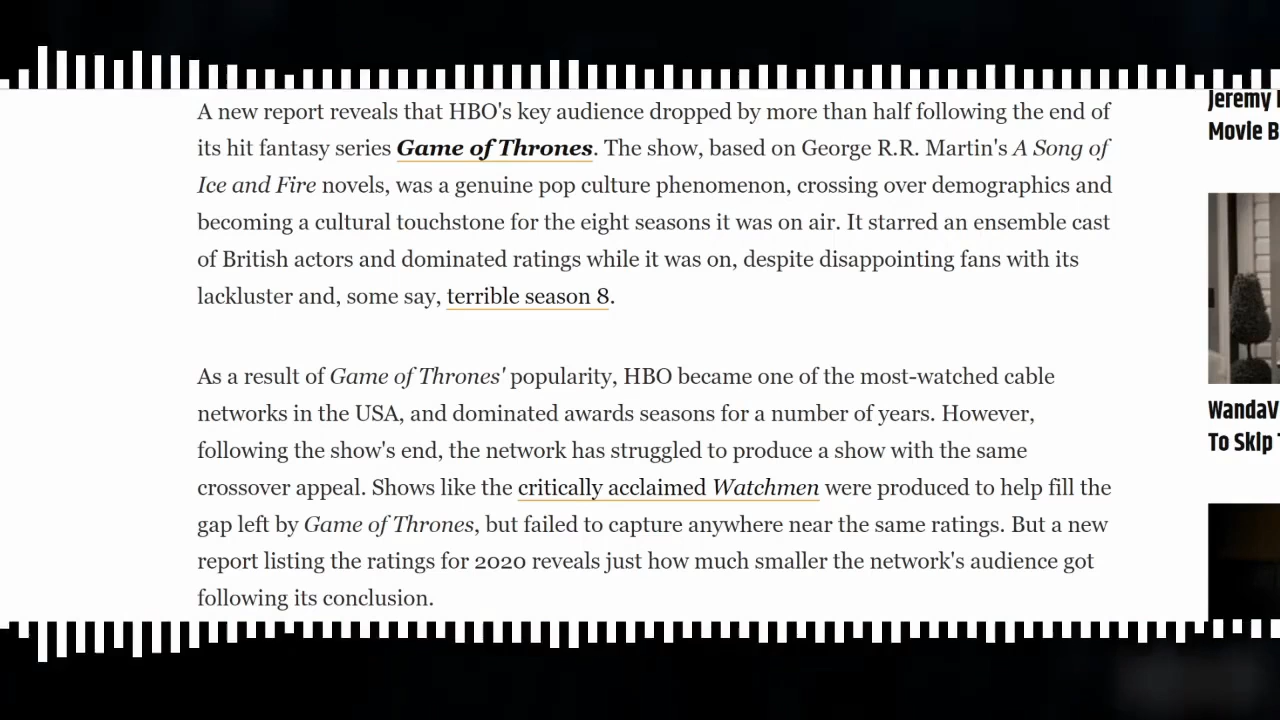 A new report reveals that HBO's key audience dropped by more than half following the end of
its hit fantasy series Game of Thrones. The show, based on George R.R. Martin's A Song of
Ice and Fire novels, was a genuine pop culture phenomenon, crossing over demographics and
becoming a cultural touchstone for the eight seasons it was on air. It starred an ensemble cast
of British actors and dominated ratings while it was on, despite disappointing fans with its
lackluster and, some say, terrible season 8.
As a result of Game of Thrones' popularity, HBO became one of the most-watched cable
networks in the USA, and dominated awards seasons for a number of years. However,
following the show's end, the network has struggled to produce a show with the same
crossover appeal. Shows like the critically acclaimed Watchmen were produced to help fill the
gap left by Game of Thrones, but failed to capture anywhere near the same ratings. But a new
report listing the ratings for 2020 reveals just how much smaller the network's audience got
following its conclusion.
Jeremy
Movie B
WandaV
To Skip